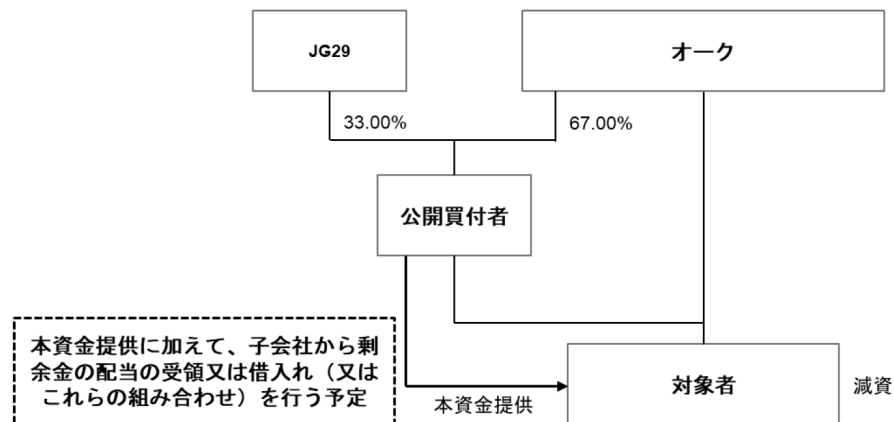 JG29
オーク
33.00%
67.00%
公開買付者
本資金提供に加えて、子会社から剰
余金の配当の受領又は借入れ（又は
これらの組み合わせ）を行う予定
対象者
減資
本資金提供